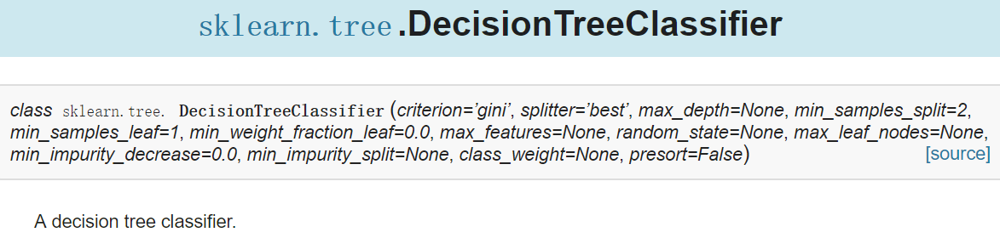 sklearn.tree.DecisionTreeClassifier
class sklearn.tree. DecisionTreeClassifier (criterion=’gini’, splitter=’best’, max_depth=None, min_samples_split=2,
min_samples_leaf=1, min_weight_fraction_leaf=0.0, max_features=None, random_state=None, max_leaf_nodes=None,
min_impurity_decrease=0.0, min_impurity_split=None, class_weight=None, presort=False) [source]
A decision tree classifier.